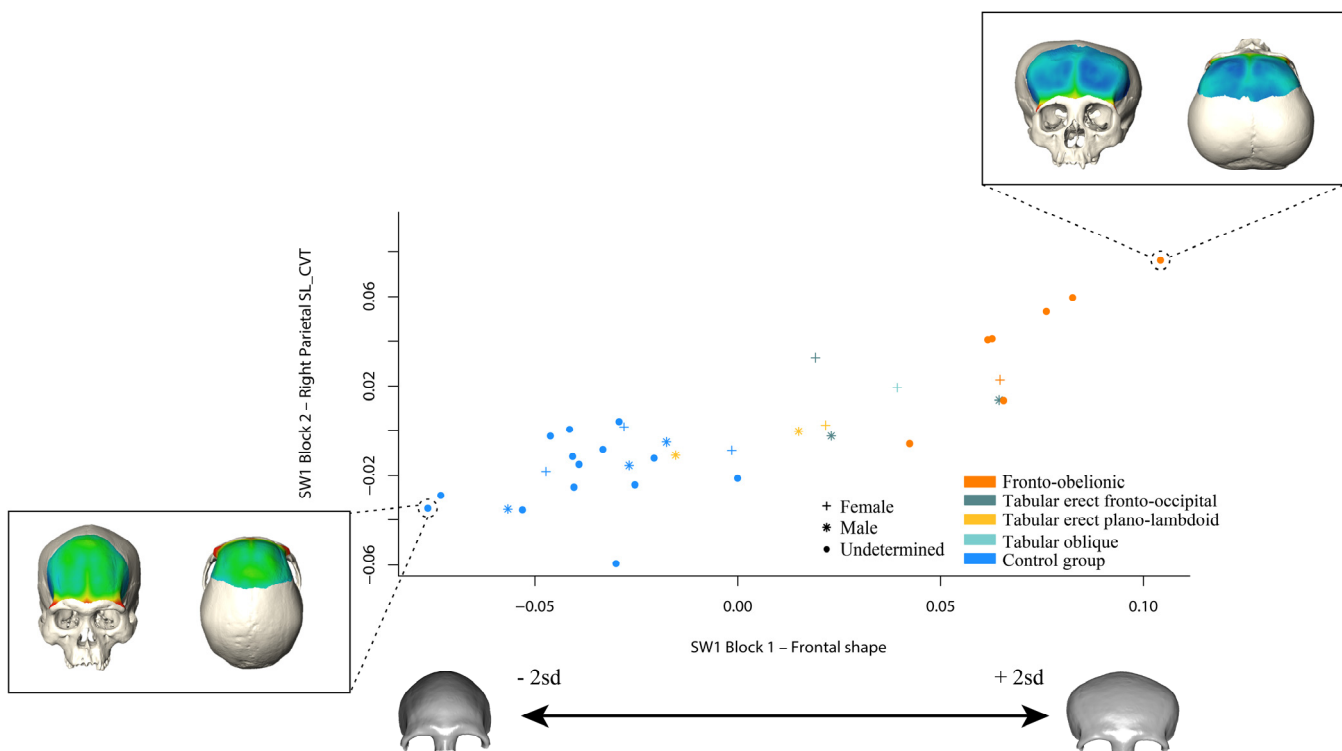 SW1 Block 2 – Right Parietal SL_CVT
0.06
0.02
−0.02
−0.06
+ Female
* Male
• Undetermined
Fronto-obelionic
Tabular erect fronto-occipital
Tabular erect plano-lambdoid
Tabular oblique
Control group
−0.05
0.00
0.05
0.10
SW1 Block 1 – Frontal shape
- 2sd
+ 2sd